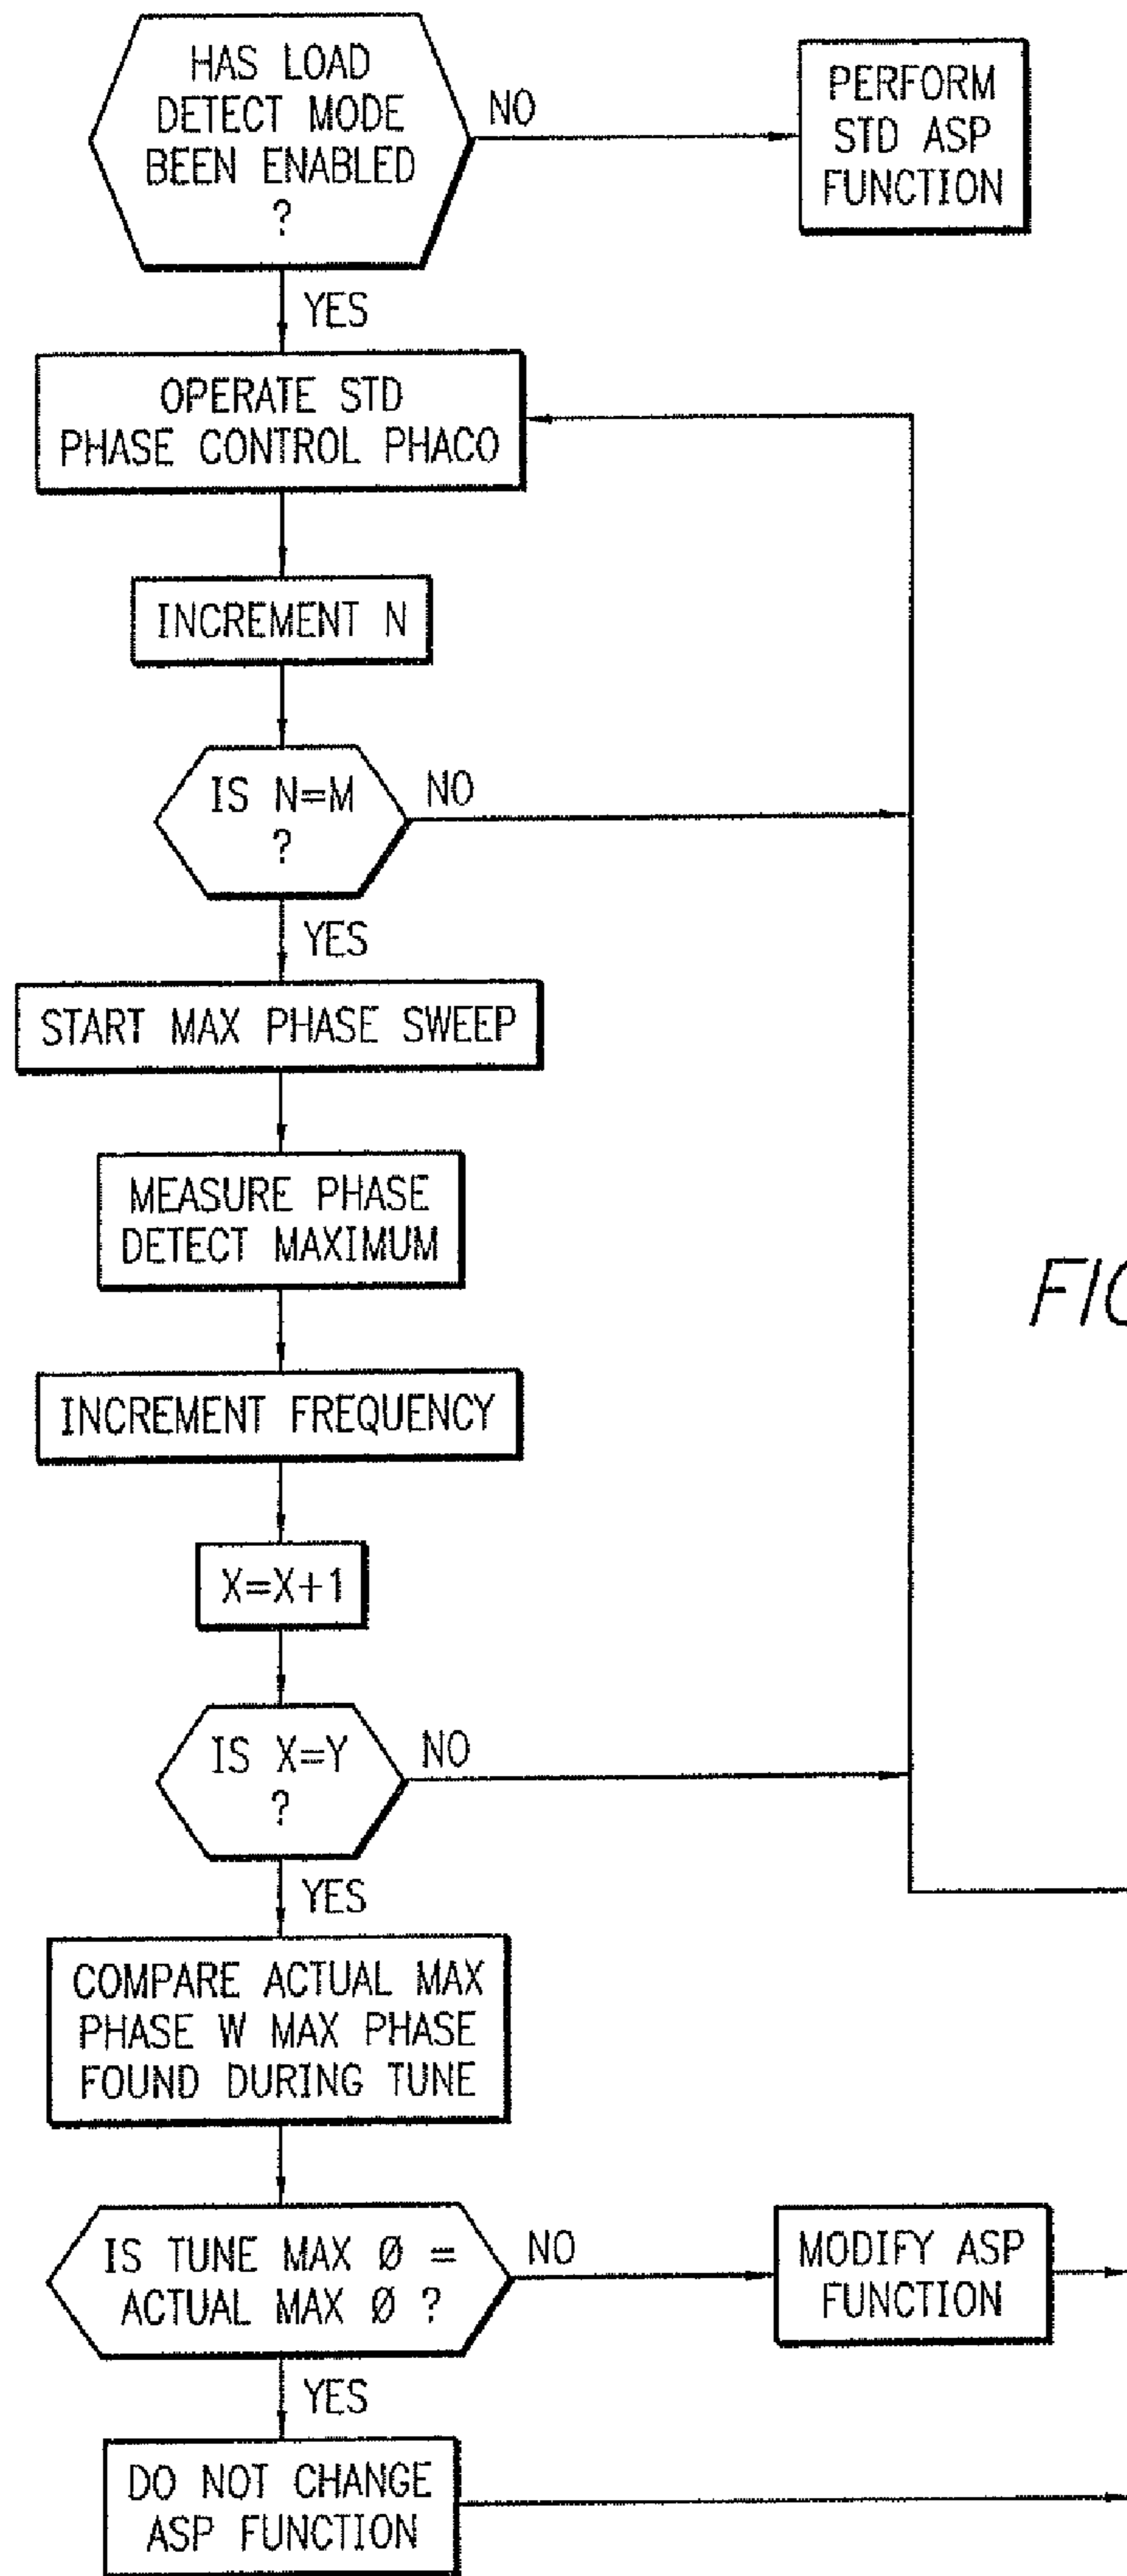 HAS LOAD
DETECT MODE
BEEN ENABLED
?
NO
PERFORM
STD ASP
FUNCTION
YES
OPERATE STD
PHASE CONTROL PHACO
INCREMENT N
IS N=M
?
NO
YES
START MAX PHASE SWEEP
MEASURE PHASE
DETECT MAXIMUM
FIG
INCREMENT FREQUENCY
X=X+1
IS X=Y
?
NO
YES
COMPARE ACTUAL MAX
PHASE W MAX PHASE
FOUND DURING TUNE
IS TUNE MAX Ø =
ACTUAL MAX Ø ?
NO
MODIFY ASP
FUNCTION
YES
DO NOT CHANGE
ASP FUNCTION